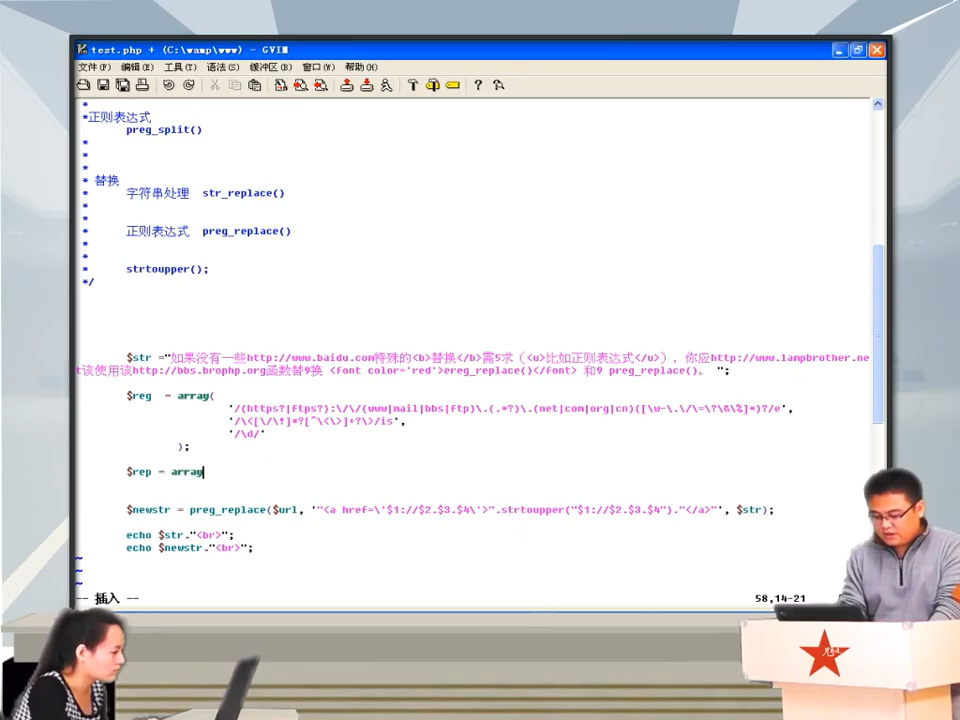 test.php + (C:\wamp\www) - GVIM
文件(F) 编辑(E) 工具(T) 语法(S) 缓冲区(B) 窗口(W) 帮助(H)
*
*正则表达式
preg_split()
*
*
*
* 替换
* 字符串处理 str_replace()
*
*
* 正则表达式 preg_replace()
*
*
* strtoupper();
*/
$str ="如果没有一些http://www.baidu.com特殊的<b>替换</b>需5求（<u>比如正则表达式</u>），你应http://www.lampbrother.ne
t该使用该http://bbs.brophp.org函数替9换 <font color='red'>ereg_replace()</font> 和9 preg_replace()。 ";
$reg = array(
'/(https?|ftps?):\/\/(www|mail|bbs|ftp)\.(.*?)\.(net|com|org|cn)([\w-\.\/\=\?\&\%]*)?/e',
'/\<[\/\!]*?[^\<\>]+?\>/is',
'/\d/'
);
$rep = array
$newstr = preg_replace($url, '"<a href=\'$1://$2.$3.$4\'>".strtoupper("$1://$2.$3.$4")."</a>"', $str);
echo $str."<br>";
echo $newstr."<br>";
~
~
~
-- 插入 --
58,14-21